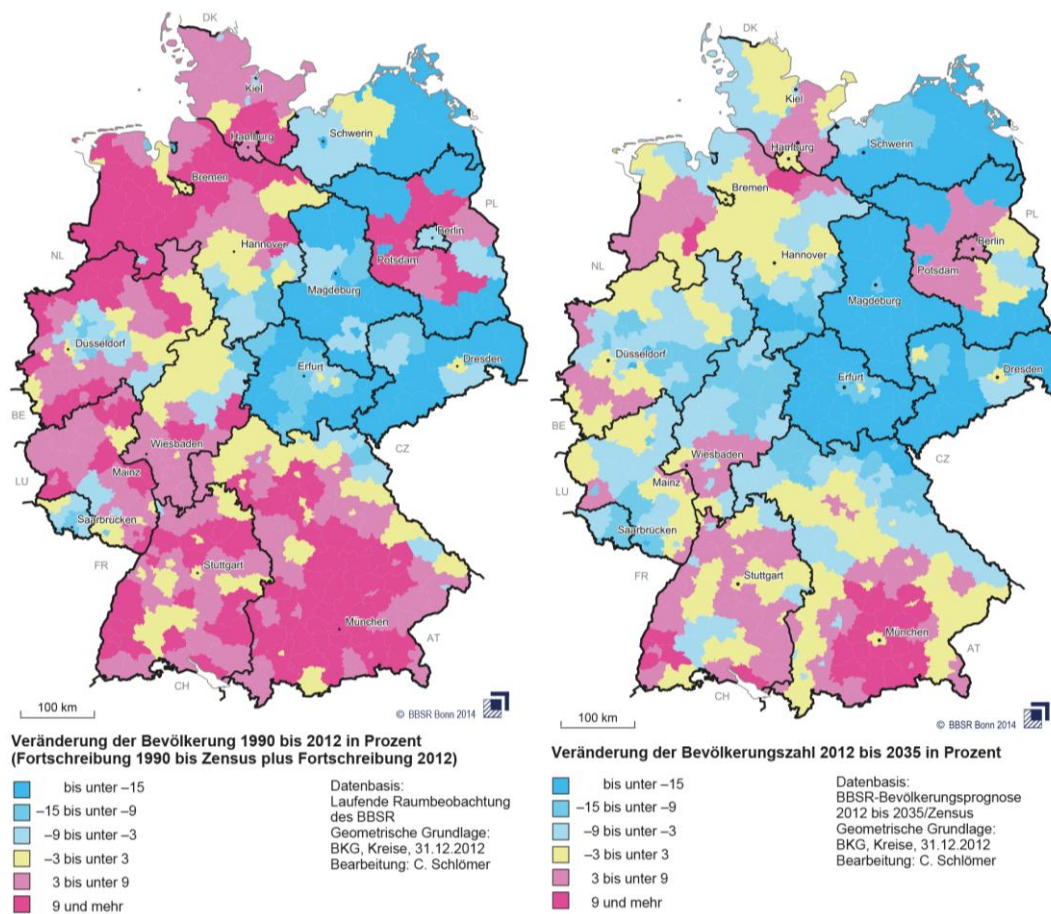 DK
Kiel
Hamburg
Schwerin
Bremen
PL
Berlin
Hannover
Potsdam
NL
Magdeburg
Düsseldorf
Erfurt
Dresden
BE
Wiesbaden
CZ
LU
Mainz
Saarbrücken
FR
Stuttgart
München
AT
CH
100 km
© BBSR Bonn 2014
Veränderung der Bevölkerung 1990 bis 2012 in Prozent
(Fortschreibung 1990 bis Zensus plus Fortschreibung 2012)
bis unter –15
–15 bis unter –9
–9 bis unter –3
–3 bis unter 3
3 bis unter 9
9 und mehr
Datenbasis:
Laufende Raumbeobachtung
des BBSR
Geometrische Grundlage:
BKG, Kreise, 31.12.2012
Bearbeitung: C. Schlömer
DK
Kiel
Schwerin
Hamburg
Bremen
PL
Berlin
Hannover
Potsdam
NL
Magdeburg
Düsseldorf
Erfurt
Dresden
BE
Wiesbaden
CZ
Mainz
LU
Saarbrücken
FR
Stuttgart
München
AT
CH
100 km
© BBSR Bonn 2014
Veränderung der Bevölkerungszahl 2012 bis 2035 in Prozent
bis unter –15
–15 bis unter –9
–9 bis unter –3
–3 bis unter 3
3 bis unter 9
9 und mehr
Datenbasis:
BBSR-Bevölkerungsprognose
2012 bis 2035/Zensus
Geometrische Grundlage:
BKG, Kreise, 31.12.2012
Bearbeitung: C. Schlömer